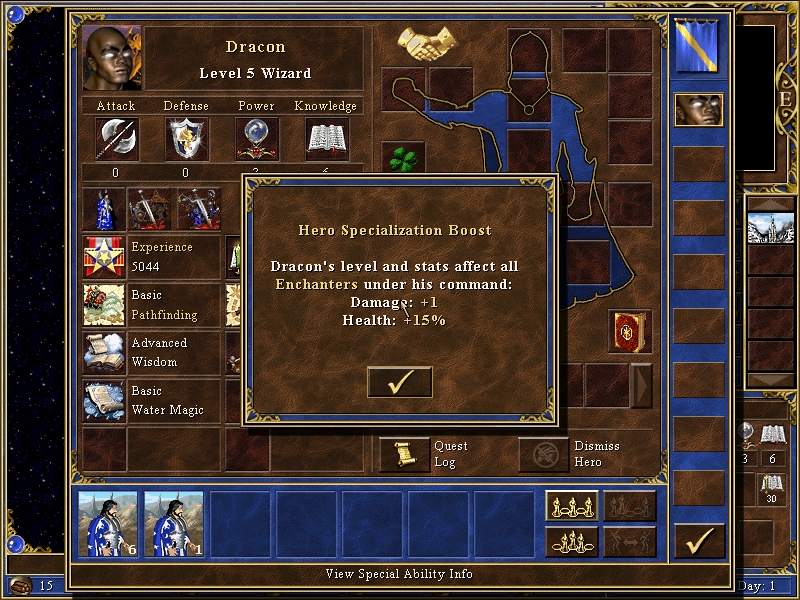 Dracon
Level 5 Wizard
Attack
Defense
Power
Knowledge
0
0
Hero Specialization Boost
Dracon's level and stats affect all
Enchanters under his command:
Damage: +1
Health: +15%
Experience
5044
Basic
Pathfinding
Advanced
Wisdom
Basic
Water Magic
Quest
Log
Dismiss
Hero
E
3
6
30
6
1
View Special Ability Info
15
Day: 1